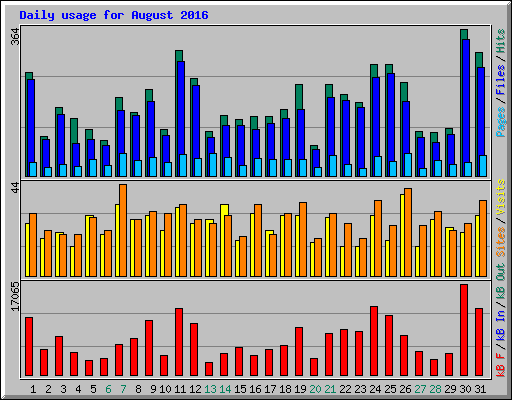 Daily usage for August 2016
364
Pages / Files / Hits
44
Sites / Visits
17065
kB F / kB In / kB Out
1 2 3 4 5 6 7 8 9 10 11 12 13 14 15 16 17 18 19 20 21 22 23 24 25 26 27 28 29 30 31